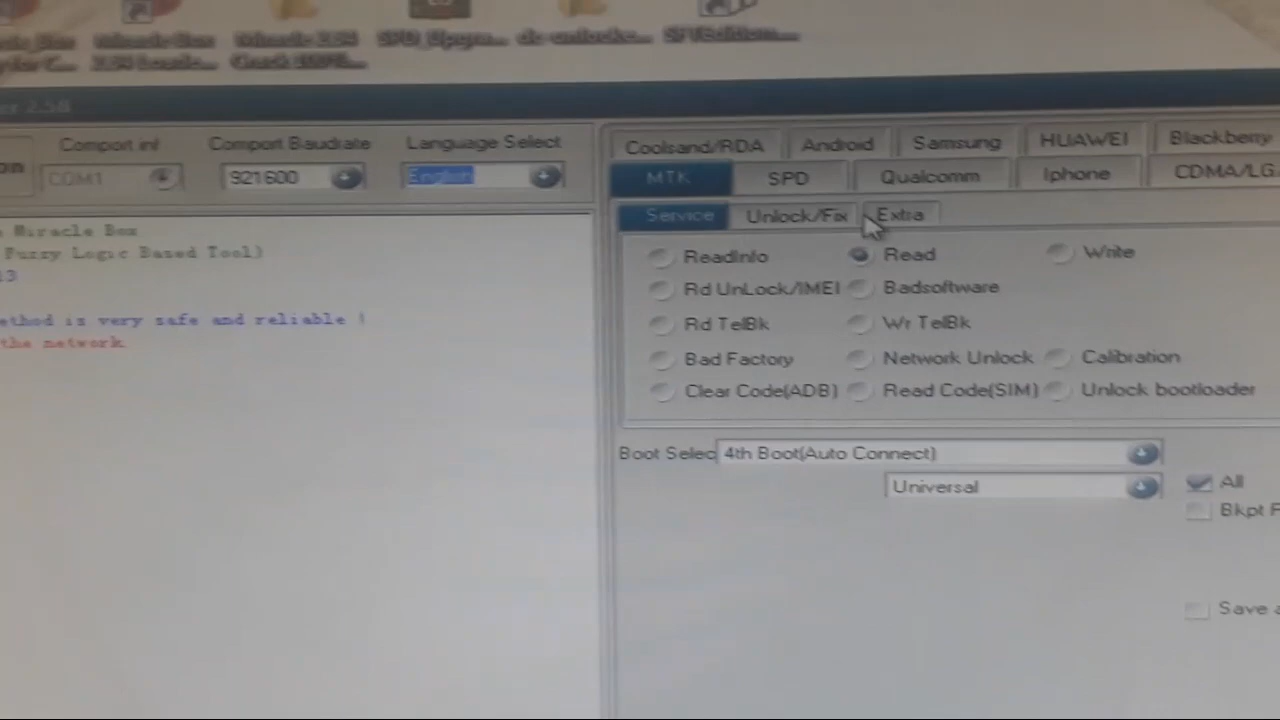 Miracle Box
Comport inf
Comport Baudrate
Language Select
COM1
921600
English
Miracle Box
Fuzzy Logic Based Tool)
13
is very safe and reliable !
the network
Coolsand/RDA
Android
Samsung
HUAWEI
Blackberry
MTK
SPD
Qualcomm
Iphone
CDMA/LG
Service
Unlock/Fix
Extra
ReadInfo
Read
Write
Rd UnLock/IMEI
Badsoftware
Rd TelBk
Wr TelBk
Bad Factory
Network Unlock
Calibration
Clear Code(ADB)
Read Code(SIM)
Unlock bootloader
Boot Selec
4th Boot(Auto Connect)
Universal
All
Bkpt
Save